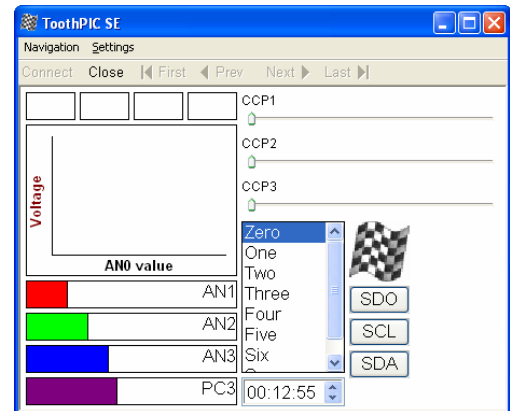 ToothPIC SE
Navigation Settings
Connect Close First Prev Next Last
CCP1
CCP2
CCP3
Voltage
AN0 value
AN1
AN2
AN3
PC3
Zero
One
Two
Three
Four
Five
Six
SDO
SCL
SDA
00:12:55